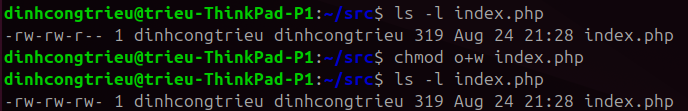 dinhcongtrieu@trieu-ThinkPad-P1:~/src$ ls -l index.php
-rw-rw-r-- 1 dinhcongtrieu dinhcongtrieu 319 Aug 24 21:28 index.php
dinhcongtrieu@trieu-ThinkPad-P1:~/src$ chmod o+w index.php
dinhcongtrieu@trieu-ThinkPad-P1:~/src$ ls -l index.php
-rw-rw-rw- 1 dinhcongtrieu dinhcongtrieu 319 Aug 24 21:28 index.php